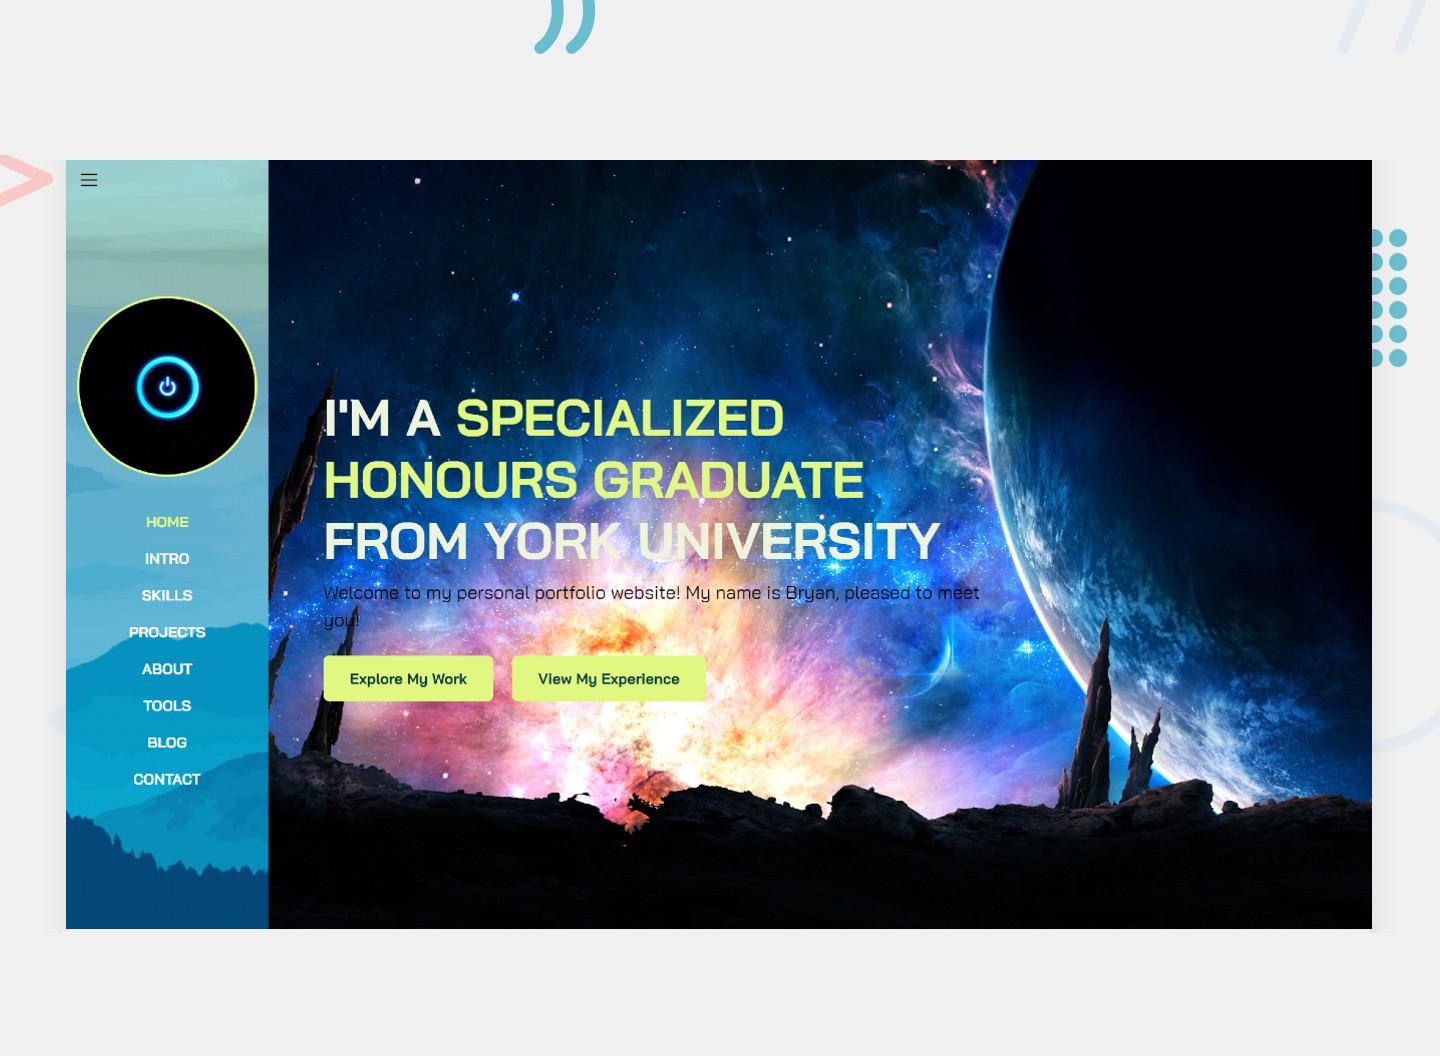 HOME
INTRO
SKILLS
PROJECTS
ABOUT
TOOLS
BLOG
CONTACT
I'M A SPECIALIZED
HONOURS GRADUATE
FROM YORK UNIVERSITY
Welcome to my personal portfolio website! My name is Bryan, pleased to meet
you!
Explore My Work
View My Experience